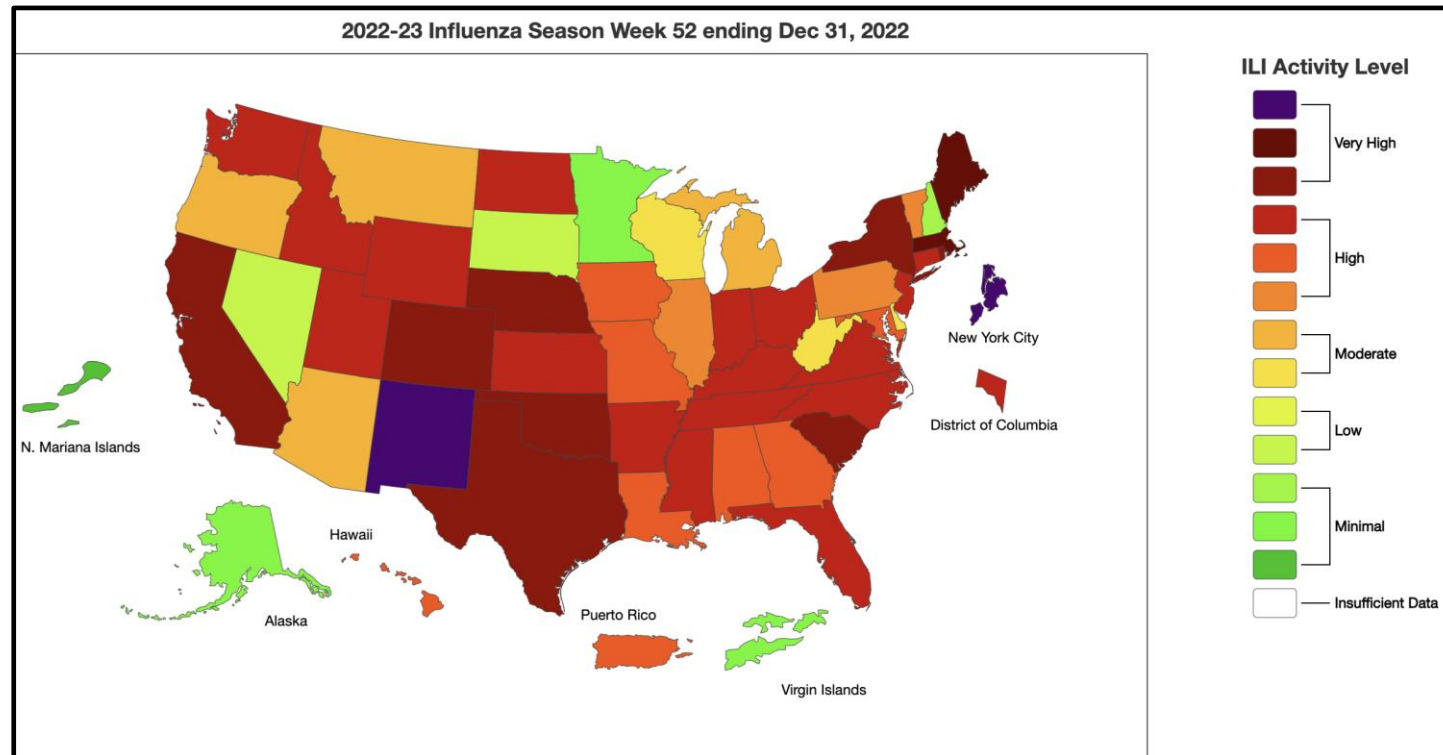 2022-23 Influenza Season Week 52 ending Dec 31, 2022
ILI Activity Level
Very High
High
Moderate
Low
Minimal
Insufficient Data
New York City
District of Columbia
N. Mariana Islands
Hawaii
Alaska
Puerto Rico
Virgin Islands